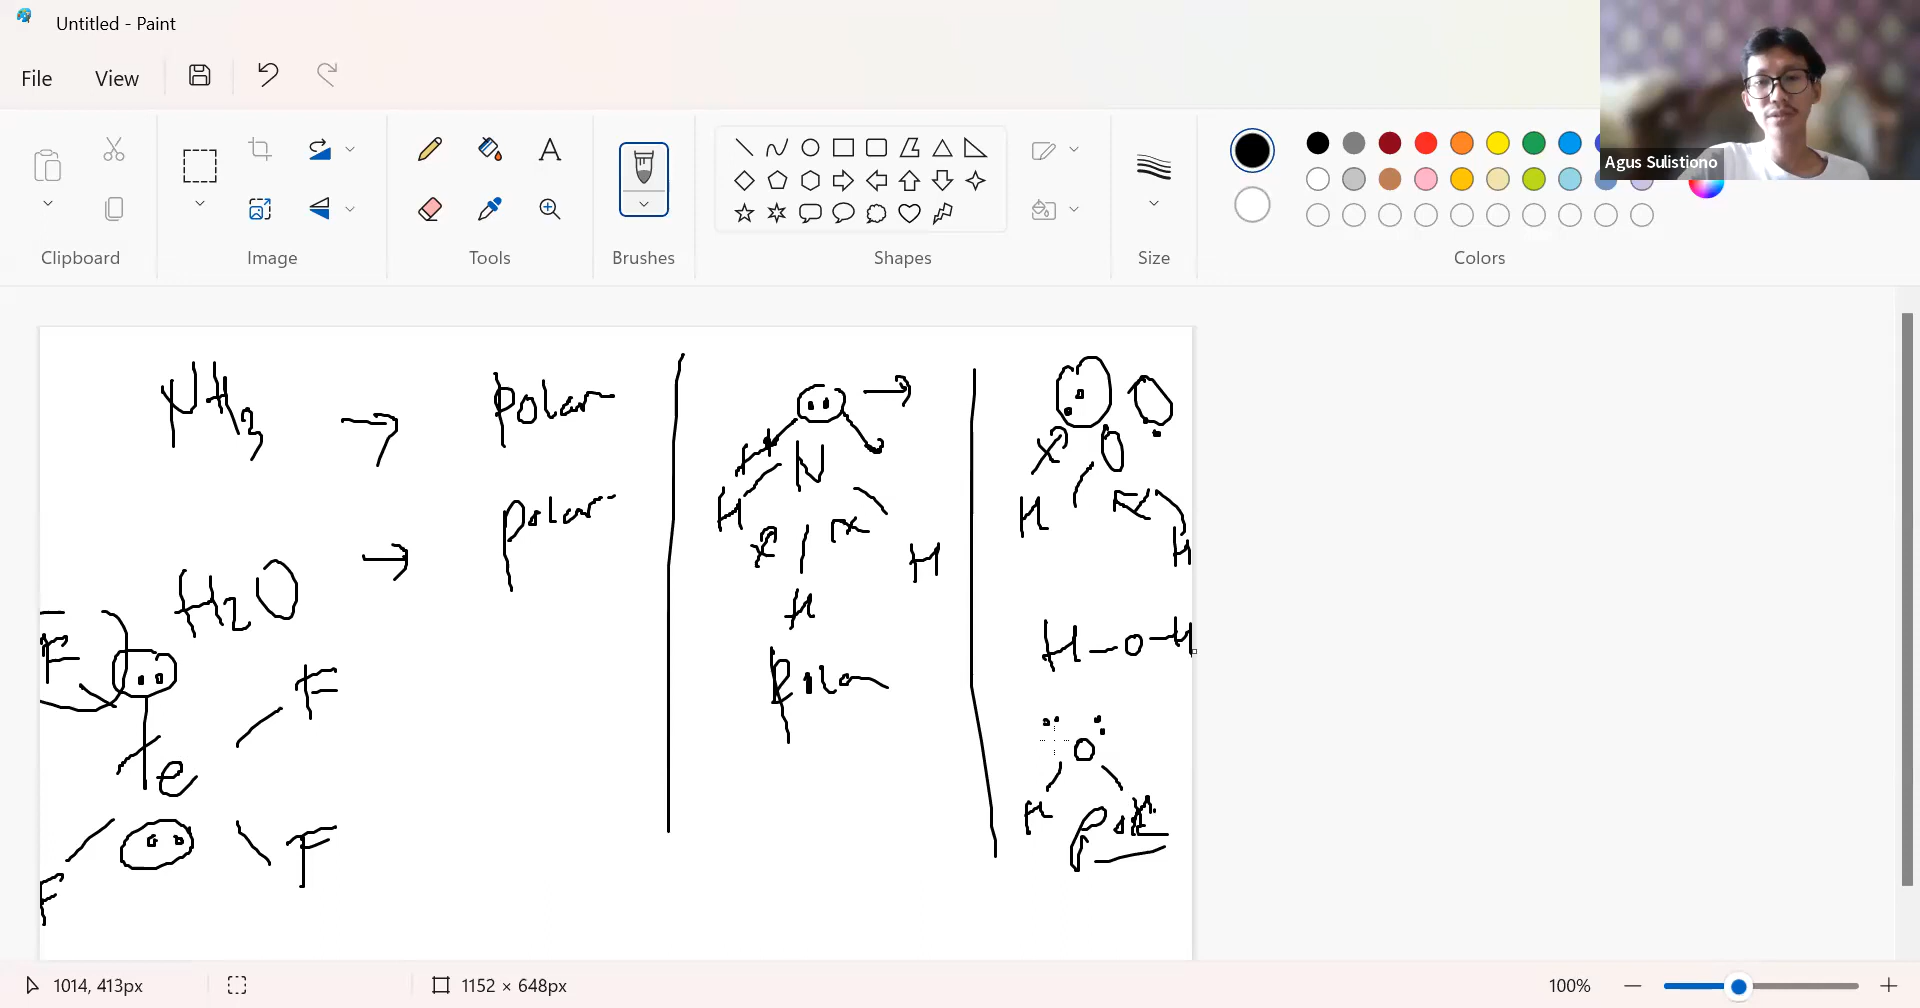 Untitled - Paint
File View
Agus Sulistiono
Clipboard Image Tools Brushes Shapes Size Colors
NH3 → polar
H2O → polar
F
F
Te
F
F
→
H
N
H
H
H
Polar
O
H
H
H-O-H
O
H H
1014, 413px
1152 × 648px
100%